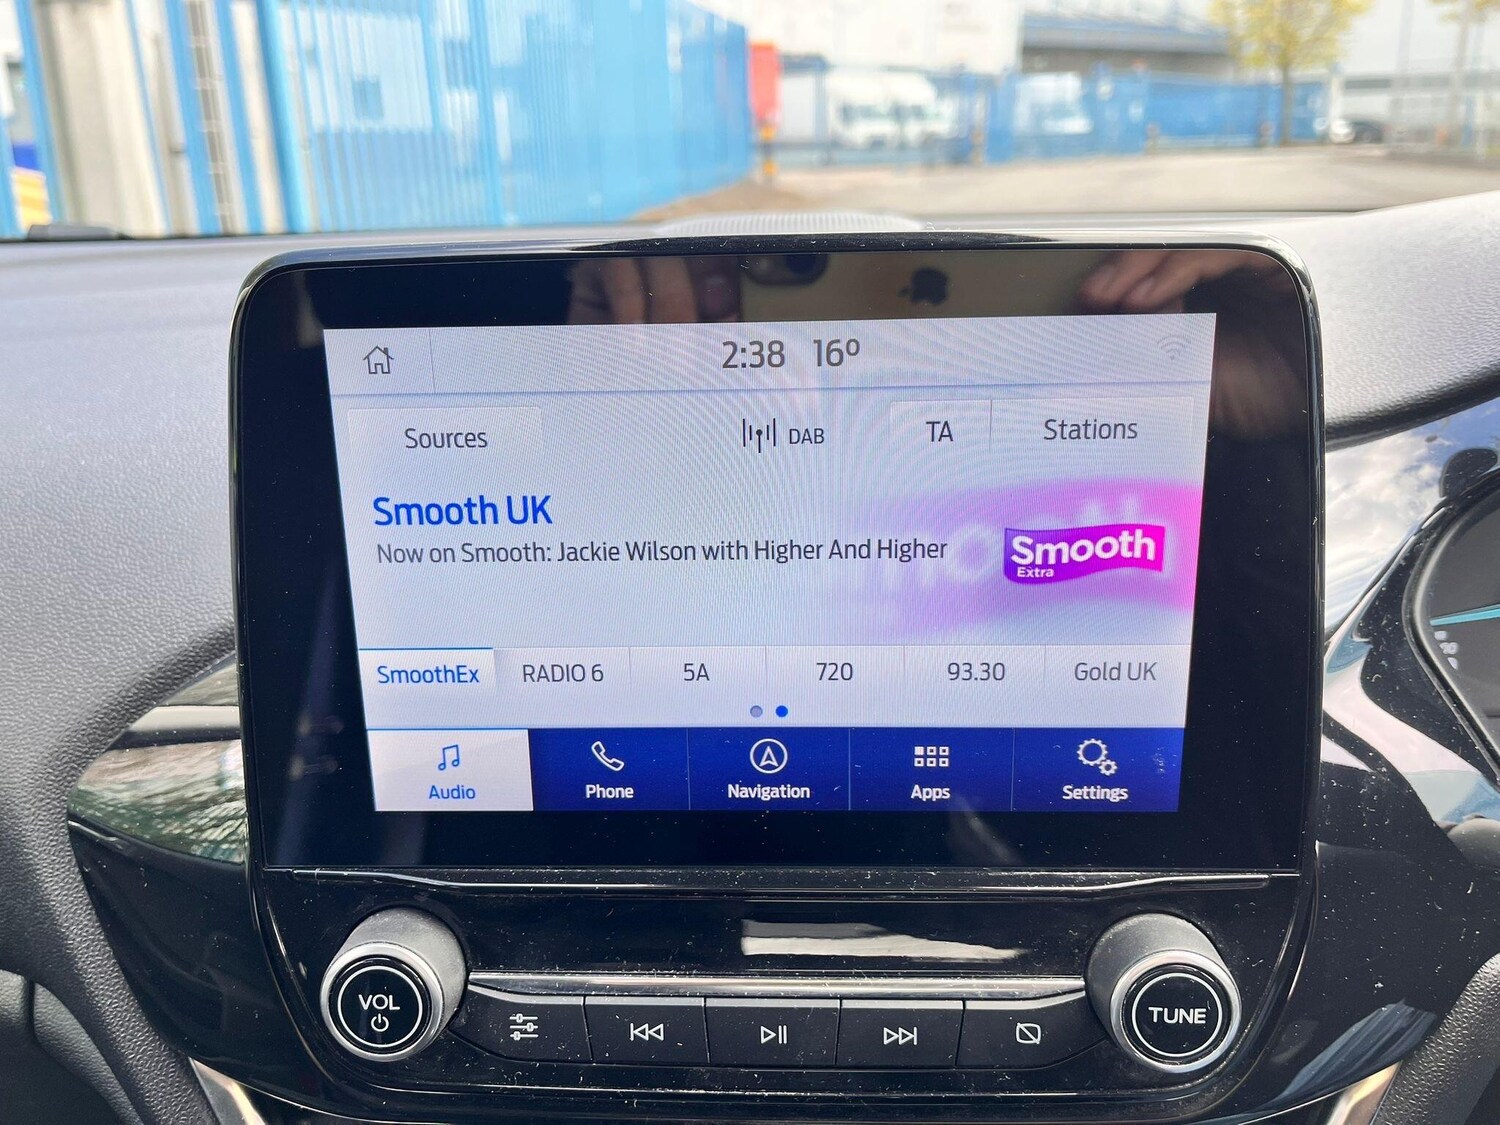 2:38 16º
Sources DAB TA Stations
Smooth UK
Now on Smooth: Jackie Wilson with Higher And Higher
Smooth
Extra
SmoothEx RADIO 6 5A 720 93.30 Gold UK
Audio Phone Navigation Apps Settings
VOL TUNE